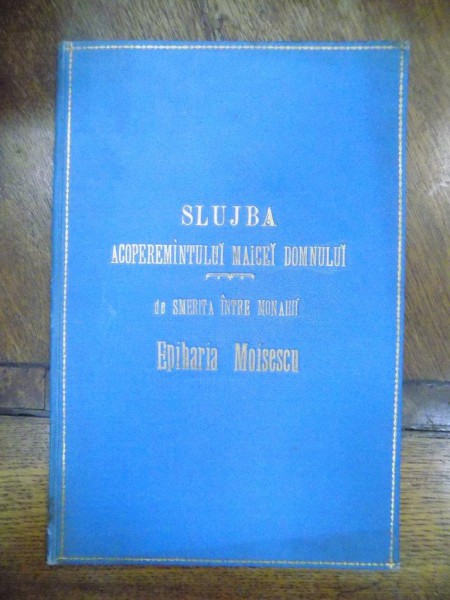 SLUJBA
ACOPEREMÎNTULUĬ MAICEĬ DOMNULUĬ
de SMERITA ÎNTRE MONAHIĬ
Epiharia Moisescu